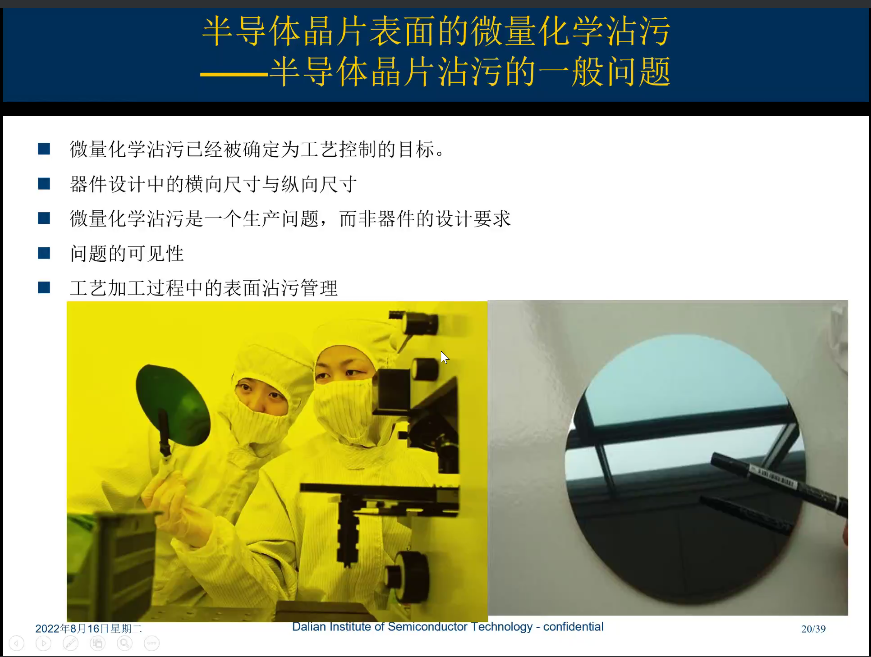 半导体晶片表面的微量化学沾污
——半导体晶片沾污的一般问题
微量化学沾污已经被确定为工艺控制的目标。
器件设计中的横向尺寸与纵向尺寸
微量化学沾污是一个生产问题，而非器件的设计要求
问题的可见性
工艺加工过程中的表面沾污管理
2022年8月16日星期二
Dalian Institute of Semiconductor Technology - confidential
20/39